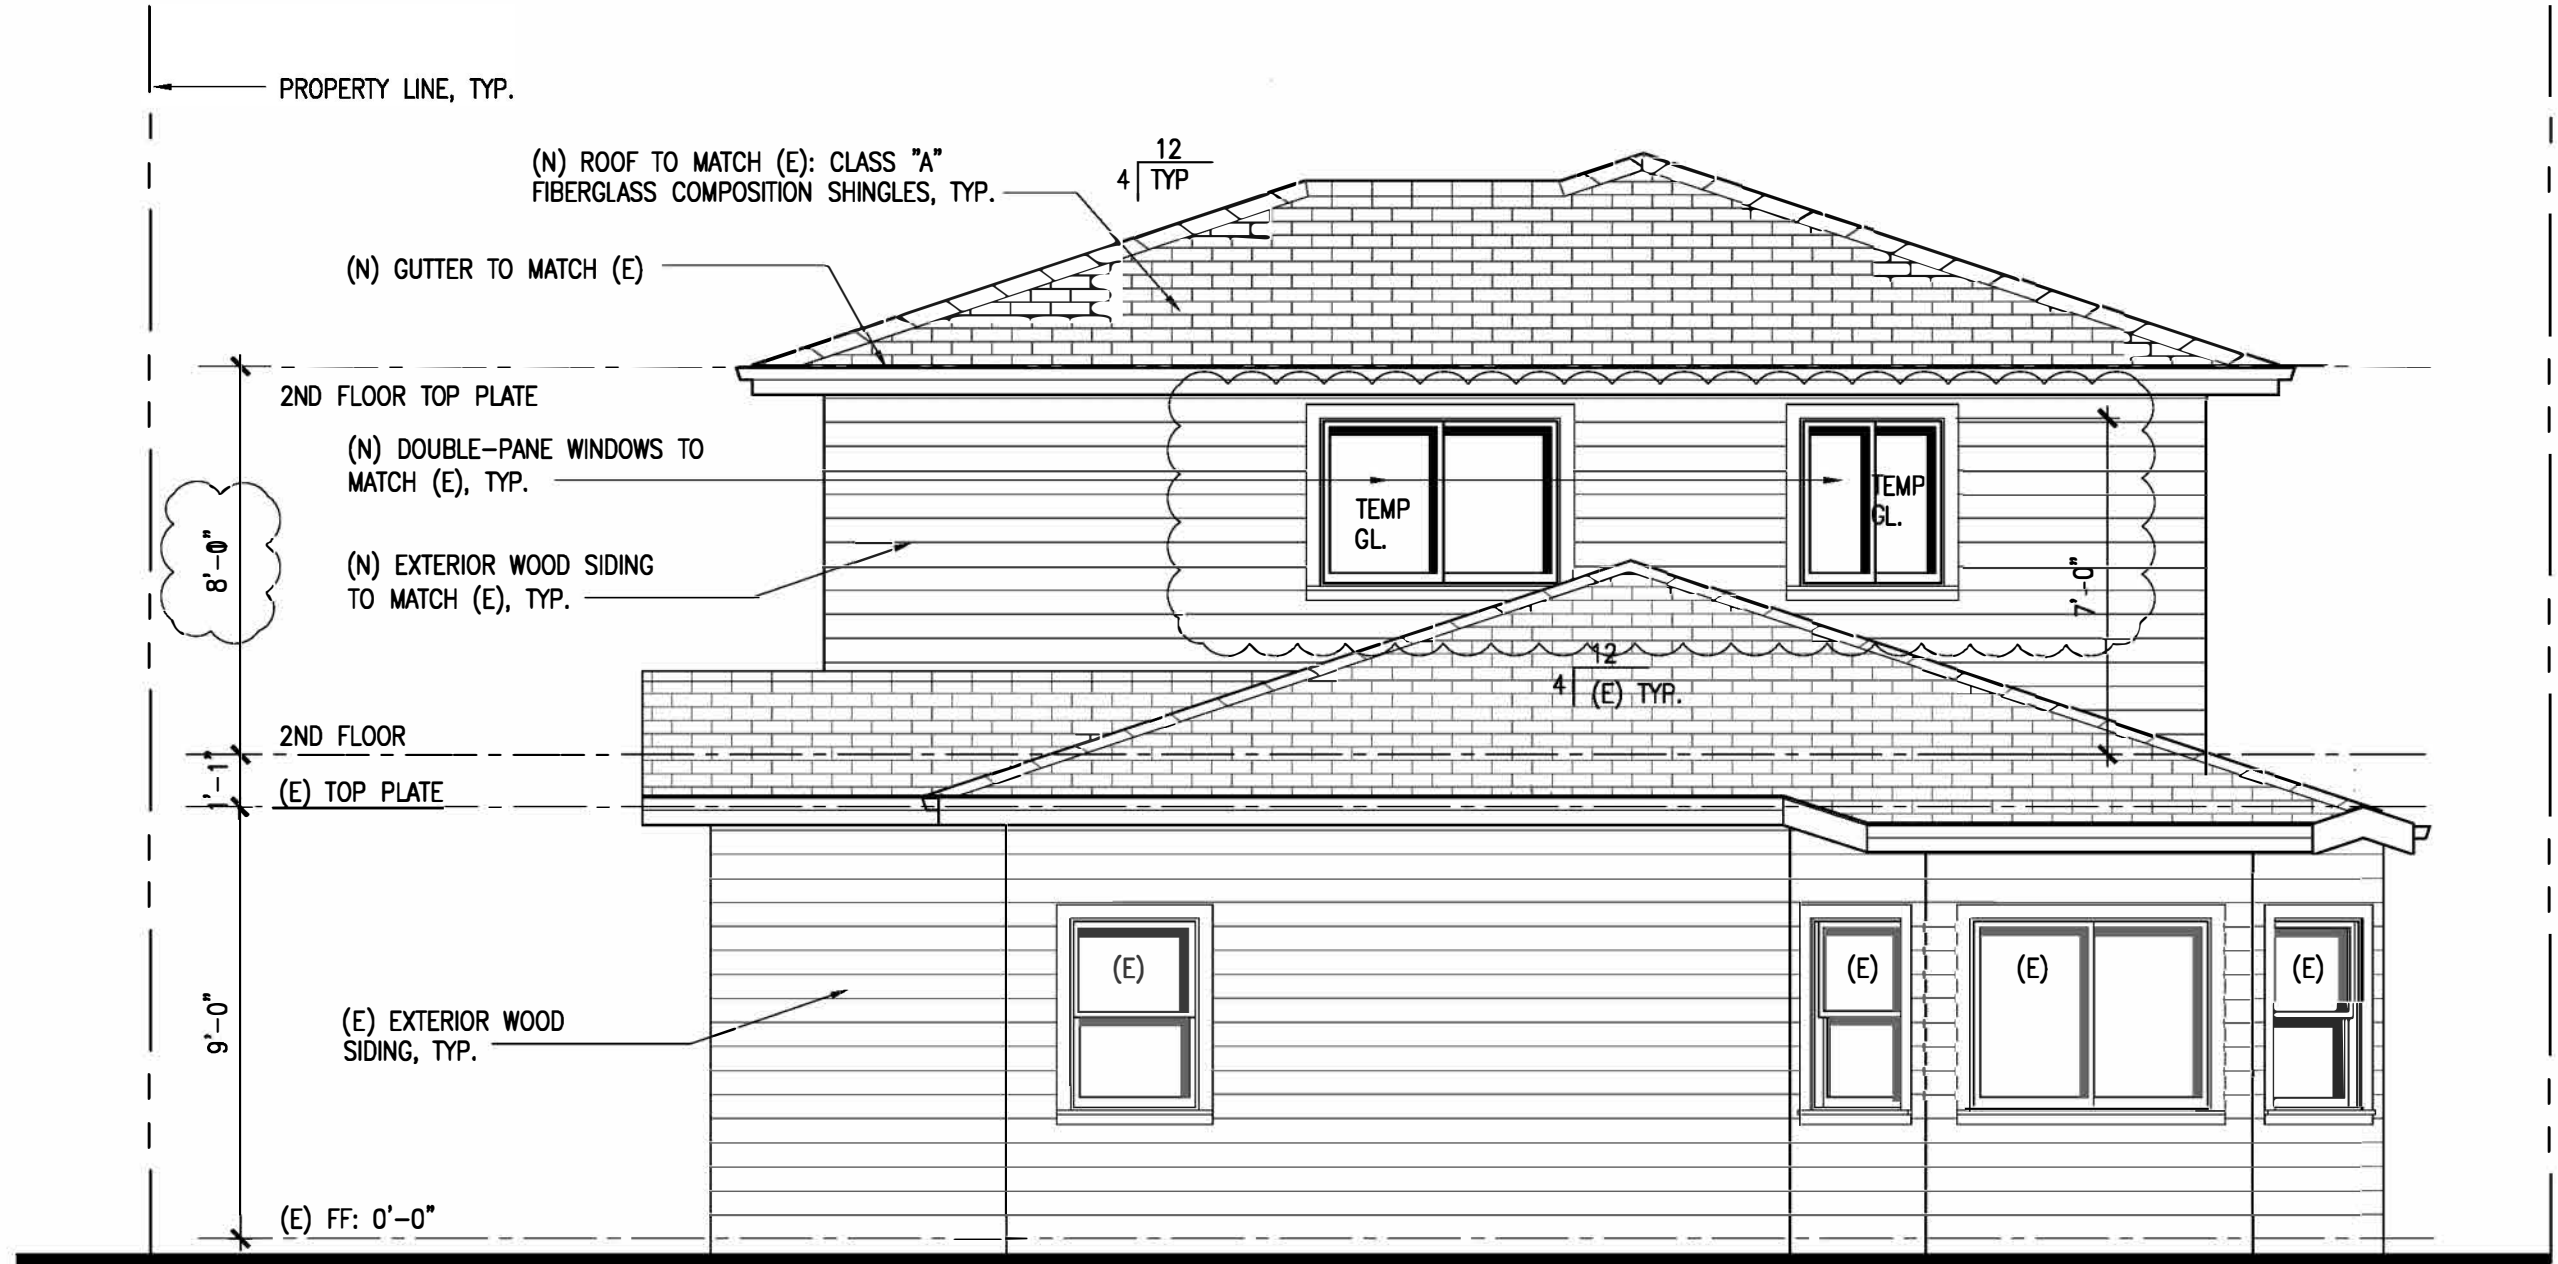 PROPERTY LINE, TYP.
(N) ROOF TO MATCH (E): CLASS "A"
FIBERGLASS COMPOSITION SHINGLES, TYP.
12
4 TYP
(N) GUTTER TO MATCH (E)
2ND FLOOR TOP PLATE
(N) DOUBLE-PANE WINDOWS TO
MATCH (E), TYP.
TEMP
GL.
TEMP
GL.
8'-0"
(N) EXTERIOR WOOD SIDING
TO MATCH (E), TYP.
7'-0"
12
4 (E) TYP.
2ND FLOOR
1'-1"
(E) TOP PLATE
(E)
(E)
(E)
(E)
9'-0"
(E) EXTERIOR WOOD
SIDING, TYP.
(E) FF: 0'-0"